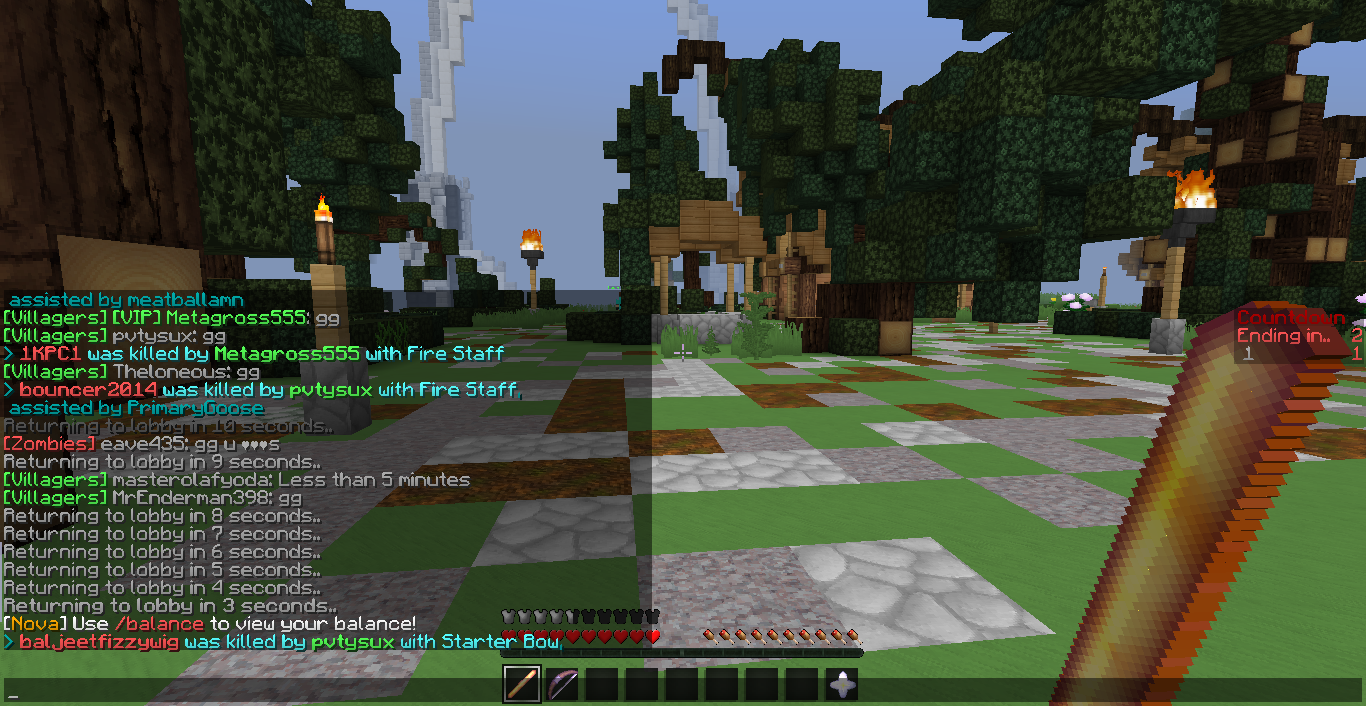 assisted by meatballamn
[Villagers] [VIP] Metagross555: gg
[Villagers] pvtysux: gg
> 1KPC1 was killed by Metagross555 with Fire Staff
[Villagers] Theloneous: gg
> bouncer2014 was killed by pvtysux with Fire Staff,
assisted by PrimaryGoose
Returning to lobby in 10 seconds..
[Zombies] eave435: gg u ♥♥♥s
Returning to lobby in 9 seconds..
[Villagers] masterolafyoda: Less than 5 minutes
[Villagers] MrEnderman398: gg
Returning to lobby in 8 seconds..
Returning to lobby in 7 seconds..
Returning to lobby in 6 seconds..
Returning to lobby in 5 seconds..
Returning to lobby in 4 seconds..
Returning to lobby in 3 seconds..
[Nova] Use /balance to view your balance!
> baljeetfizzywig was killed by pvtysux with Starter Bow,
_
Countdown
Ending in.. 2
1 1